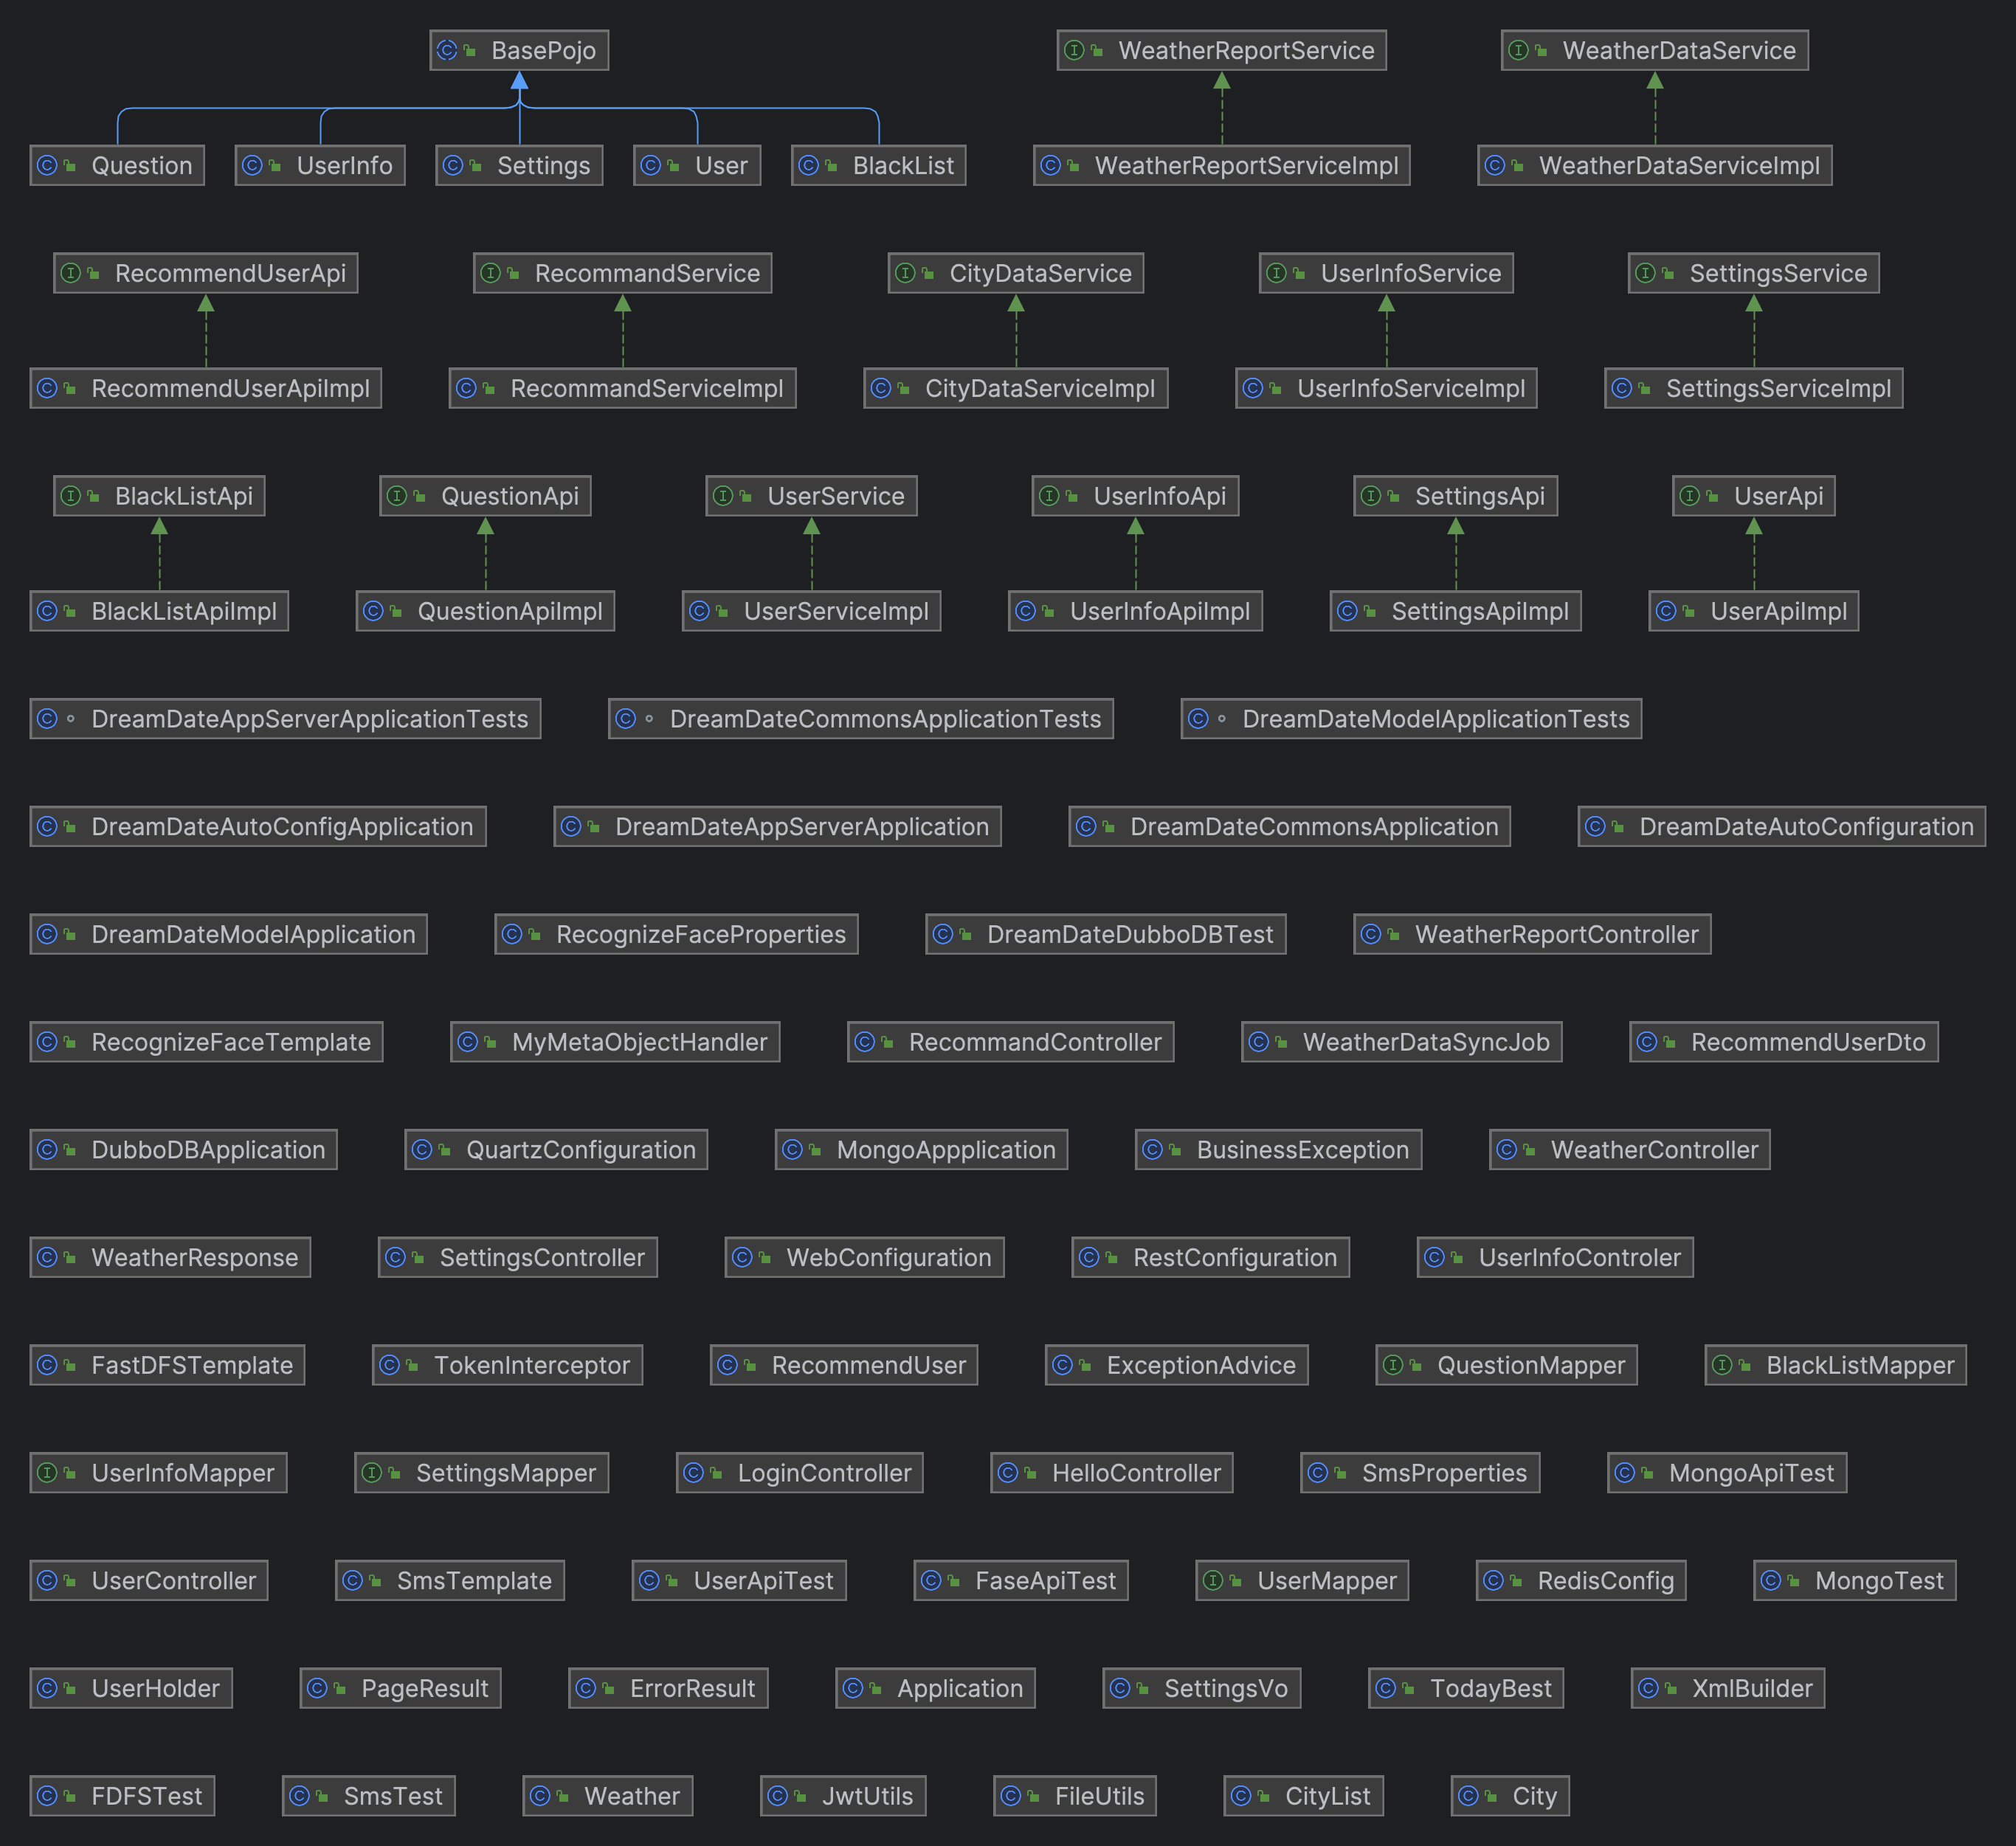 BasePojo WeatherReportService WeatherDataService
Question UserInfo Settings User BlackList WeatherReportServiceImpl WeatherDataServiceImpl
RecommendUserApi RecommandService CityDataService UserInfoService SettingsService
RecommendUserApiImpl RecommandServiceImpl CityDataServiceImpl UserInfoServiceImpl SettingsServiceImpl
BlackListApi QuestionApi UserService UserInfoApi SettingsApi UserApi
BlackListApiImpl QuestionApiImpl UserServiceImpl UserInfoApiImpl SettingsApiImpl UserApiImpl
DreamDateAppServerApplicationTests DreamDateCommonsApplicationTests DreamDateModelApplicationTests
DreamDateAutoConfigApplication DreamDateAppServerApplication DreamDateCommonsApplication DreamDateAutoConfiguration
DreamDateModelApplication RecognizeFaceProperties DreamDateDubboDBTest WeatherReportController
RecognizeFaceTemplate MyMetaObjectHandler RecommandController WeatherDataSyncJob RecommendUserDto
DubboDBApplication QuartzConfiguration MongoAppplication BusinessException WeatherController
WeatherResponse SettingsController WebConfiguration RestConfiguration UserInfoControler
FastDFSTemplate TokenInterceptor RecommendUser ExceptionAdvice QuestionMapper BlackListMapper
UserInfoMapper SettingsMapper LoginController HelloController SmsProperties MongoApiTest
UserController SmsTemplate UserApiTest FaseApiTest UserMapper RedisConfig MongoTest
UserHolder PageResult ErrorResult Application SettingsVo TodayBest XmlBuilder
FDFSTest SmsTest Weather JwtUtils FileUtils CityList City